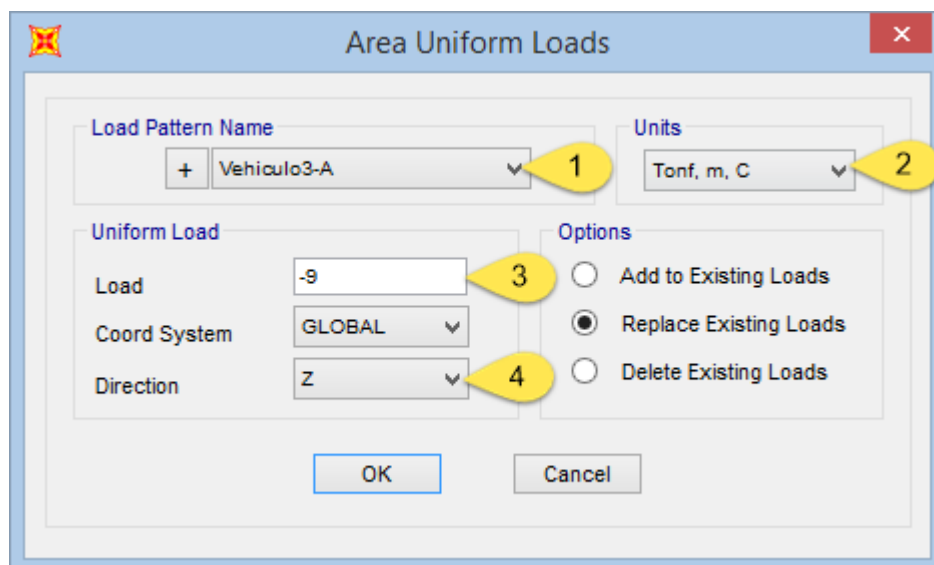 Area Uniform Loads
×
Load Pattern Name
+ Vehiculo3-A 1
Units
Tonf, m, C 2
Uniform Load
Load -9 3
Coord System GLOBAL
Direction Z 4
Options
Add to Existing Loads
Replace Existing Loads
Delete Existing Loads
OK Cancel